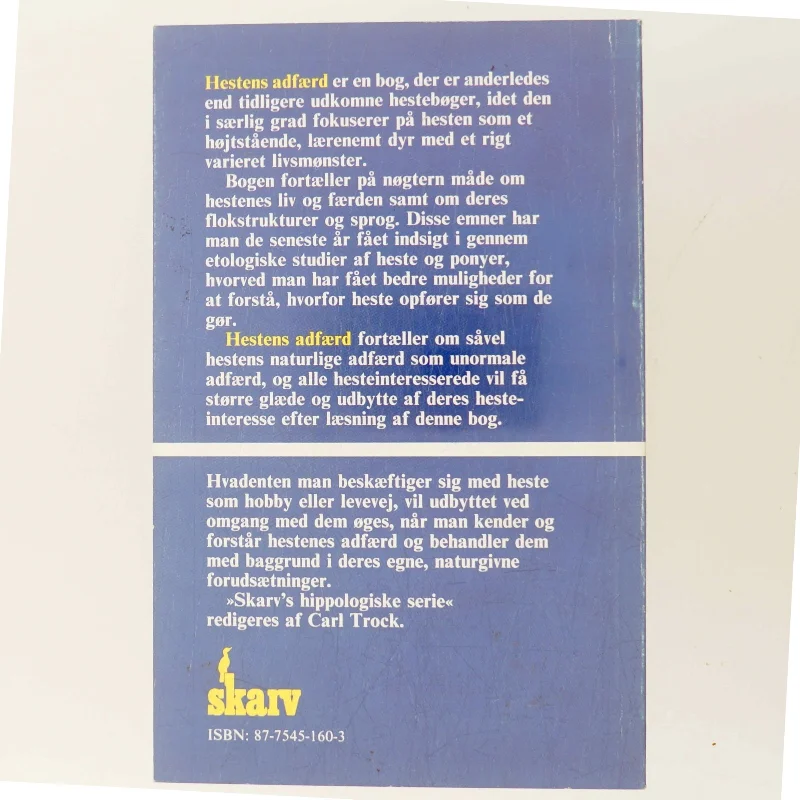 Hestens adfærd er en bog, der er anderledes
end tidligere udkomne hestebøger, idet den
i særlig grad fokuserer på hesten som et
højtstående, lærenemt dyr med et rigt
varieret livsmønster.
Bogen fortæller på nøgtern måde om
hestenes liv og færden samt om deres
flokstrukturer og sprog. Disse emner har
man de seneste år fået indsigt i gennem
etologiske studier af heste og ponyer,
hvorved man har fået bedre muligheder for
at forstå, hvorfor heste opfører sig som de
gør.
Hestens adfærd fortæller om såvel
hestens naturlige adfærd som unormale
adfærd, og alle hesteinteresserede vil få
større glæde og udbytte af deres heste-
interesse efter læsning af denne bog.
Hvadenten man beskæftiger sig med heste
som hobby eller levevej, vil udbyttet ved
omgang med dem øges, når man kender og
forstår hestenes adfærd og behandler dem
med baggrund i deres egne, naturgivne
forudsætninger.
»Skarv's hippologiske serie«
redigeres af Carl Trock.
skarv
ISBN: 87-7545-160-3